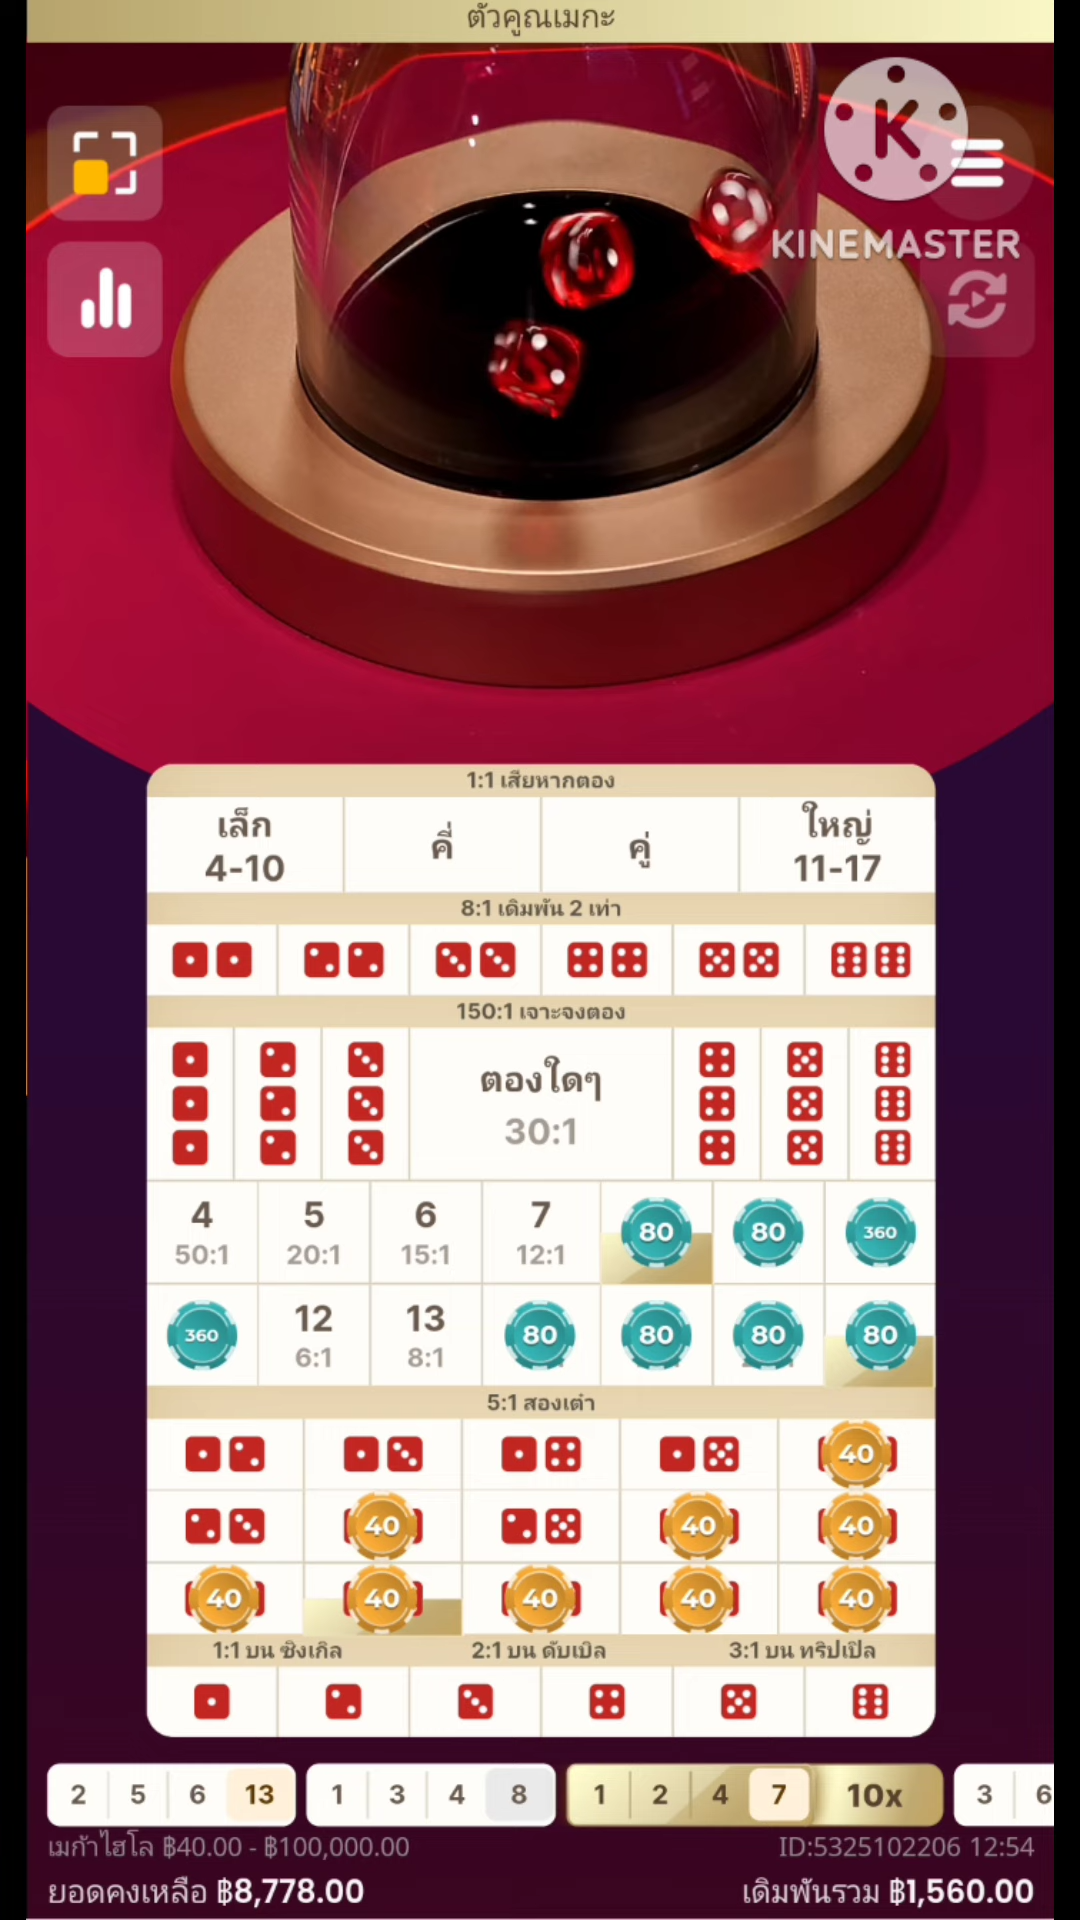 ตัวคูณเมกะ
K
KINEMASTER
1:1 เสียหากตอง
เล็ก 4-10
คี่
คู่
ใหญ่ 11-17
8:1 เดิมพัน 2 เท่า
150:1 เจาะจงตอง
ตองใดๆ
30:1
4 5 6 7 80 80 360
50:1 20:1 15:1 12:1
360 12 13 80 80 80 80
6:1 8:1
5:1 สองเต๋า
40
40 40 40
40 40 40 40 40
1:1 บน ซิงเกิล 2:1 บน ดับเบิล 3:1 บน ทริปเปิล
2 5 6 13 1 3 4 8 1 2 4 7 10x 3 6
เมก้าไฮโล ฿40.00 - ฿100,000.00 ID:5325102206 12:54
ยอดคงเหลือ ฿8,778.00 เดิมพันรวม ฿1,560.00